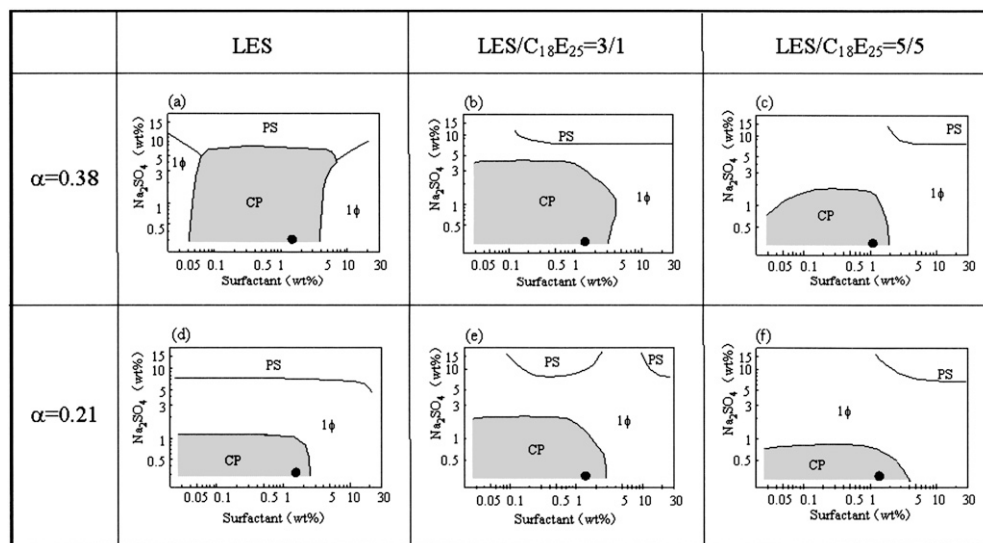 LES
LES/C₁₈E₂₅=3/1
LES/C₁₈E₂₅=5/5
α=0.38
(a)
Na₂SO₄ (wt%)
15
10
5
3
1
0.5
PS
1ϕ
CP
1ϕ
0.05 0.1 0.5 1 5 10 30
Surfactant (wt%)
(b)
Na₂SO₄ (wt%)
15
10
5
3
1
0.5
PS
CP
1ϕ
0.05 0.1 0.5 1 5 10 30
Surfactant (wt%)
(c)
Na₂SO₄ (wt%)
15
10
5
3
1
0.5
PS
1ϕ
CP
0.05 0.1 0.5 1 5 10 30
Surfactant (wt%)
α=0.21
(d)
Na₂SO₄ (wt%)
15
10
5
3
1
0.5
PS
1ϕ
CP
0.05 0.1 0.5 1 5 10 30
Surfactant (wt%)
(e)
Na₂SO₄ (wt%)
15
10
5
3
1
0.5
PS
PS
1ϕ
CP
0.05 0.1 0.5 1 5 10 30
Surfactant (wt%)
(f)
Na₂SO₄ (wt%)
15
10
5
3
1
0.5
PS
1ϕ
CP
0.05 0.1 0.5 1 5 10 30
Surfactant (wt%)